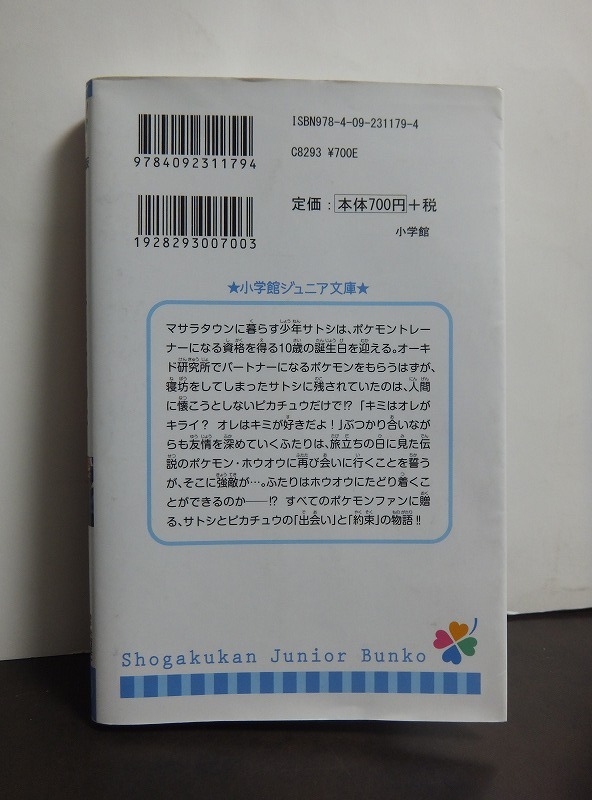 ISBN978-4-09-231179-4
9784092311794
C8293 ¥700E
定価：本体700円＋税
1928293007003
小学館
★小学館ジュニア文庫★
マサラタウンに暮らす少年サトシは、ポケモントレー
ナーになる資格を得る10歳の誕生日を迎える。オーキ
ド研究所でパートナーになるポケモンをもらうはずが、
寝坊をしてしまったサトシに残されていたのは、人間
に懐こうとしないピカチュウだけで!?「キミはオレが
キライ？ オレはキミが好きだよ！」ぶつかり合いなが
らも友情を深めていくふたりは、旅立ちの日に見た伝
説のポケモン・ホウオウに再び会いに行くことを誓う
が、そこに強敵が…。ふたりはホウオウにたどり着くこ
とができるのか――!? すべてのポケモンファンに贈
る、サトシとピカチュウの「出会い」と「約束」の物語!!
Shogakukan Junior Bunko